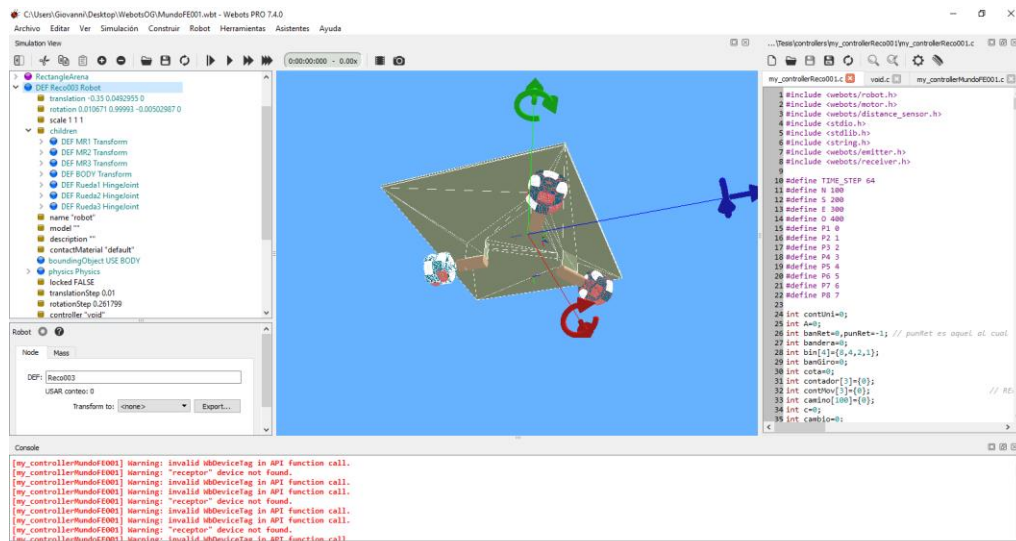 C:\Users\Giovanni\Desktop\WebotsOG\MundoFE001.wbt - Webots PRO 7.4.0
Archivo Editar Ver Simulación Construir Robot Herramientas Asistentes Ayuda
Simulation View
0:00:00:000 - 0.00x
RectangleArena
DEF Reco003 Robot
translation -0.35 0.0492955 0
rotation 0.010671 0.99993 -0.00502987 0
scale 1 1 1
children
DEF MR1 Transform
DEF MR2 Transform
DEF MR3 Transform
DEF BODY Transform
DEF Rueda1 HingeJoint
DEF Rueda2 HingeJoint
DEF Rueda3 HingeJoint
name "robot"
model ""
description ""
contactMaterial "default"
boundingObject USE BODY
physics Physics
locked FALSE
translationStep 0.01
rotationStep 0.261799
controller "void"
Robot
Node Mass
DEF: Reco003
USAR conteo: 0
Transform to: <none> Export...
...\controllers\my_controllerReco001\my_controllerReco001.c
my_controllerReco001.c void.c my_controllerMundoFE001.c
1 #include <webots/robot.h>
2 #include <webots/motor.h>
3 #include <webots/distance_sensor.h>
4 #include <stdio.h>
5 #include <stdlib.h>
6 #include <string.h>
7 #include <webots/emitter.h>
8 #include <webots/receiver.h>
9
10 #define TIME_STEP 64
11 #define N 100
12 #define S 200
13 #define E 300
14 #define O 400
15 #define P1 0
16 #define P2 1
17 #define P3 2
18 #define P4 3
19 #define P5 4
20 #define P6 5
21 #define P7 6
22 #define P8 7
23
24 int contUni=0;
25 int A=0;
26 int banRet=0,punRet=-1; // punRet es aquel al cual
27 int bandera=0;
28 int bin[4]={8,4,2,1};
29 int banGiro=0;
30 int cota=0;
31 int contador[3]={0};
32 int contMov[3]={0}; // RE
33 int camino[100]={0};
34 int c=0;
35 int cambio=0;
Console
[my_controllerMundoFE001] Warning: invalid WbDeviceTag in API function call.
[my_controllerMundoFE001] Warning: "receptor" device not found.
[my_controllerMundoFE001] Warning: invalid WbDeviceTag in API function call.
[my_controllerMundoFE001] Warning: invalid WbDeviceTag in API function call.
[my_controllerMundoFE001] Warning: "receptor" device not found.
[my_controllerMundoFE001] Warning: invalid WbDeviceTag in API function call.
[my_controllerMundoFE001] Warning: invalid WbDeviceTag in API function call.
[my_controllerMundoFE001] Warning: "receptor" device not found.
[my_controllerMundoFE001] Warning: invalid WbDeviceTag in API function call.